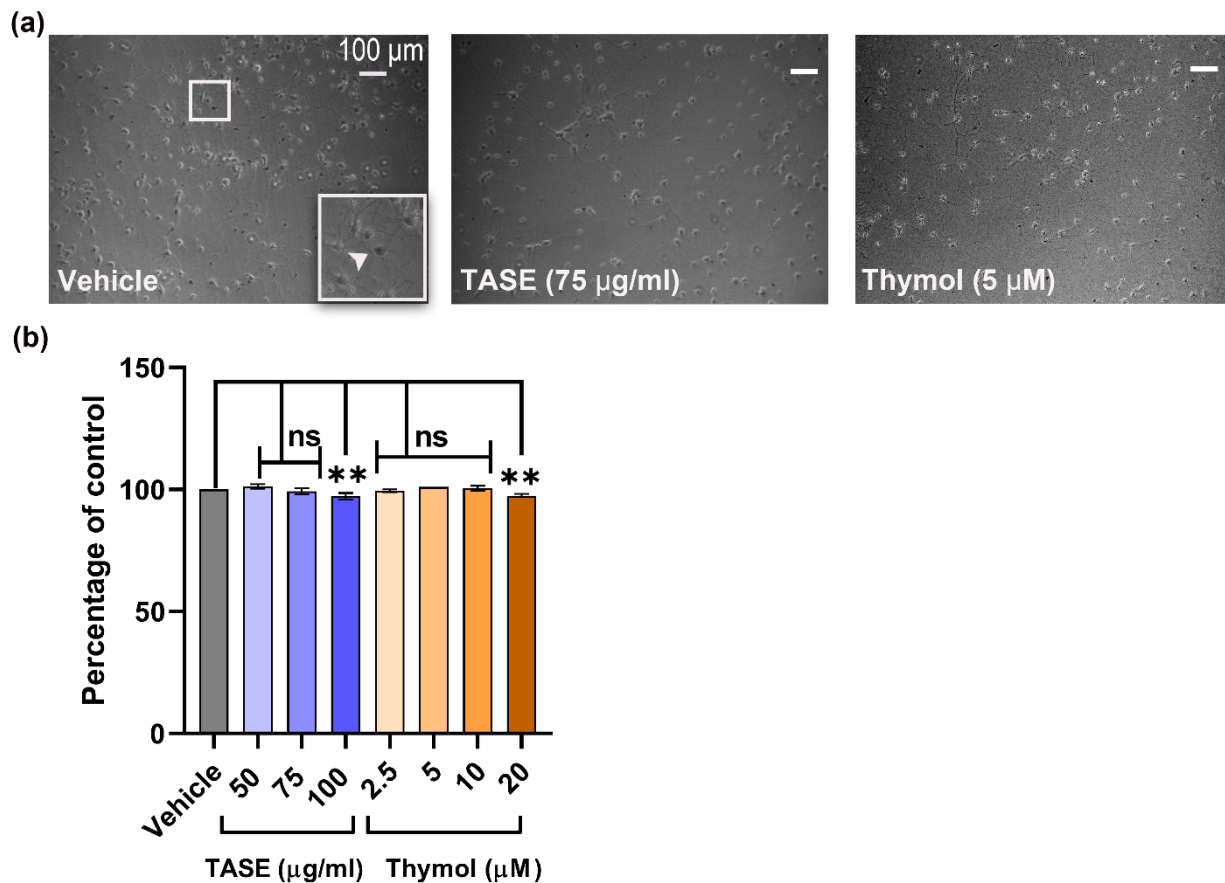 (a)
100 μm
Vehicle
TASE (75 μg/ml)
Thymol (5 μM)
(b)
Percentage of control
150
100
50
0
ns
**
ns
**
Vehicle
50
75
100
2.5
5
10
20
TASE (μg/ml)
Thymol (μM)